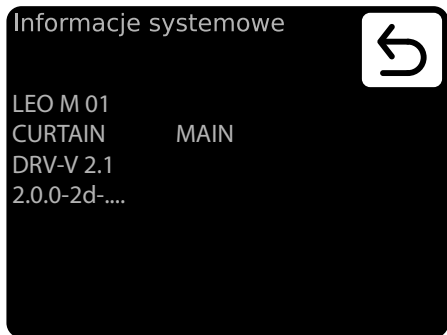 Informacje systemowe
LEO M 01
CURTAIN MAIN
DRV-V 2.1
2.0.0-2d-....